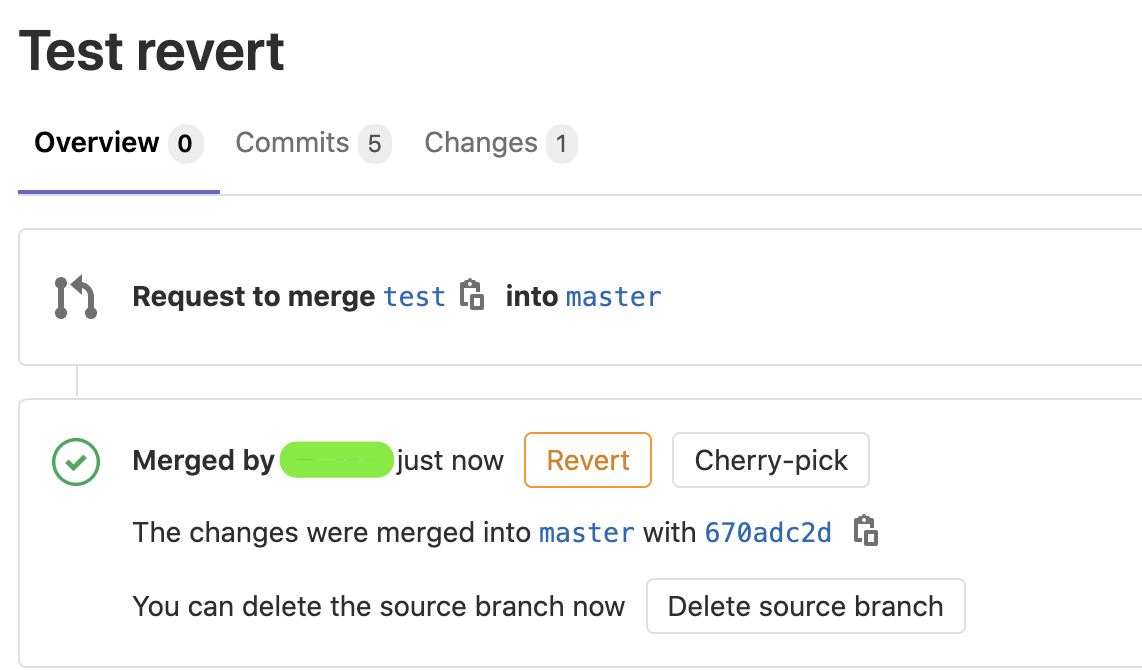 Test revert
Overview 0 Commits 5 Changes 1
Request to merge test into master
Merged by just now Revert Cherry-pick
The changes were merged into master with 670adc2d
You can delete the source branch now Delete source branch